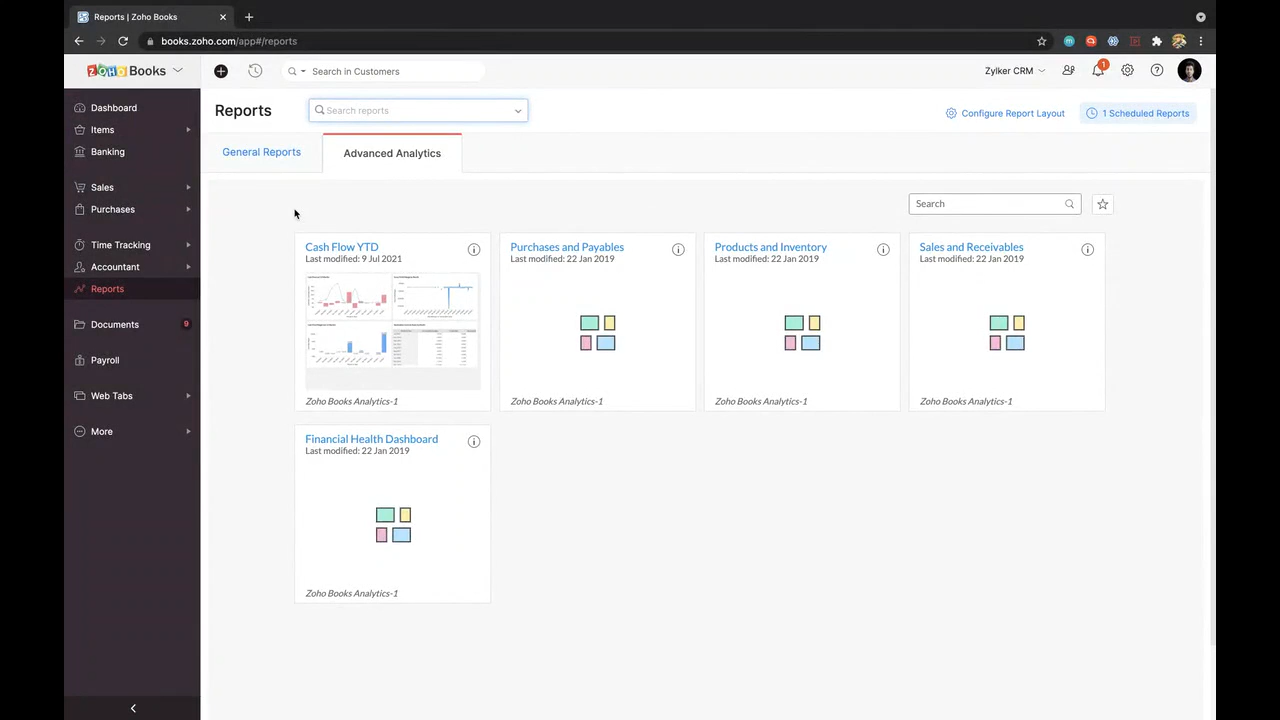 Reports | Zoho Books
books.zoho.com/app#/reports
ZOHO Books
Search in Customers
Zylker CRM
1
Dashboard
Items
Banking
Sales
Purchases
Time Tracking
Accountant
Reports
Documents
9
Payroll
Web Tabs
More
Reports
Search reports
Configure Report Layout
1 Scheduled Reports
General Reports
Advanced Analytics
Search
Cash Flow YTD
Last modified: 9 Jul 2021
Zoho Books Analytics-1
Purchases and Payables
Last modified: 22 Jan 2019
Zoho Books Analytics-1
Products and Inventory
Last modified: 22 Jan 2019
Zoho Books Analytics-1
Sales and Receivables
Last modified: 22 Jan 2019
Zoho Books Analytics-1
Financial Health Dashboard
Last modified: 22 Jan 2019
Zoho Books Analytics-1